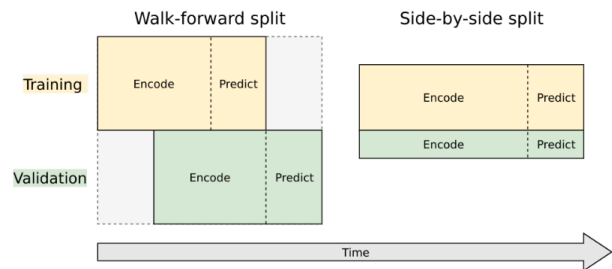 Walk-forward split
Side-by-side split
Training
Encode
Predict
Encode
Predict
Validation
Encode
Predict
Encode
Predict
Time